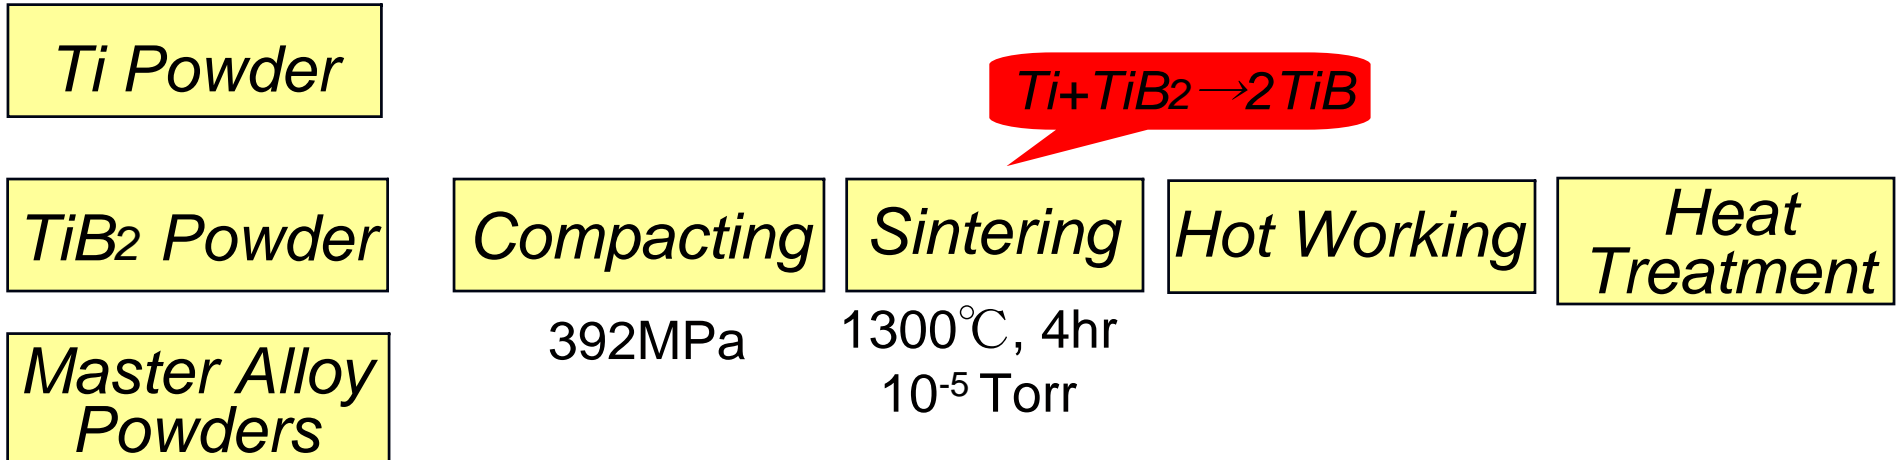 Ti Powder
Ti+TiB2→2TiB
TiB2 Powder
Compacting
Sintering
Hot Working
Heat
Treatment
392MPa
1300℃, 4hr
10-5 Torr
Master Alloy
Powders